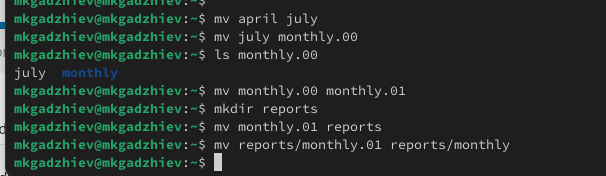 mkgadzhiev@mkgadzhiev:~$ mv april july
mkgadzhiev@mkgadzhiev:~$ mv july monthly.00
mkgadzhiev@mkgadzhiev:~$ ls monthly.00
july  monthly
mkgadzhiev@mkgadzhiev:~$ mv monthly.00 monthly.01
mkgadzhiev@mkgadzhiev:~$ mkdir reports
mkgadzhiev@mkgadzhiev:~$ mv monthly.01 reports
mkgadzhiev@mkgadzhiev:~$ mv reports/monthly.01 reports/monthly
mkgadzhiev@mkgadzhiev:~$